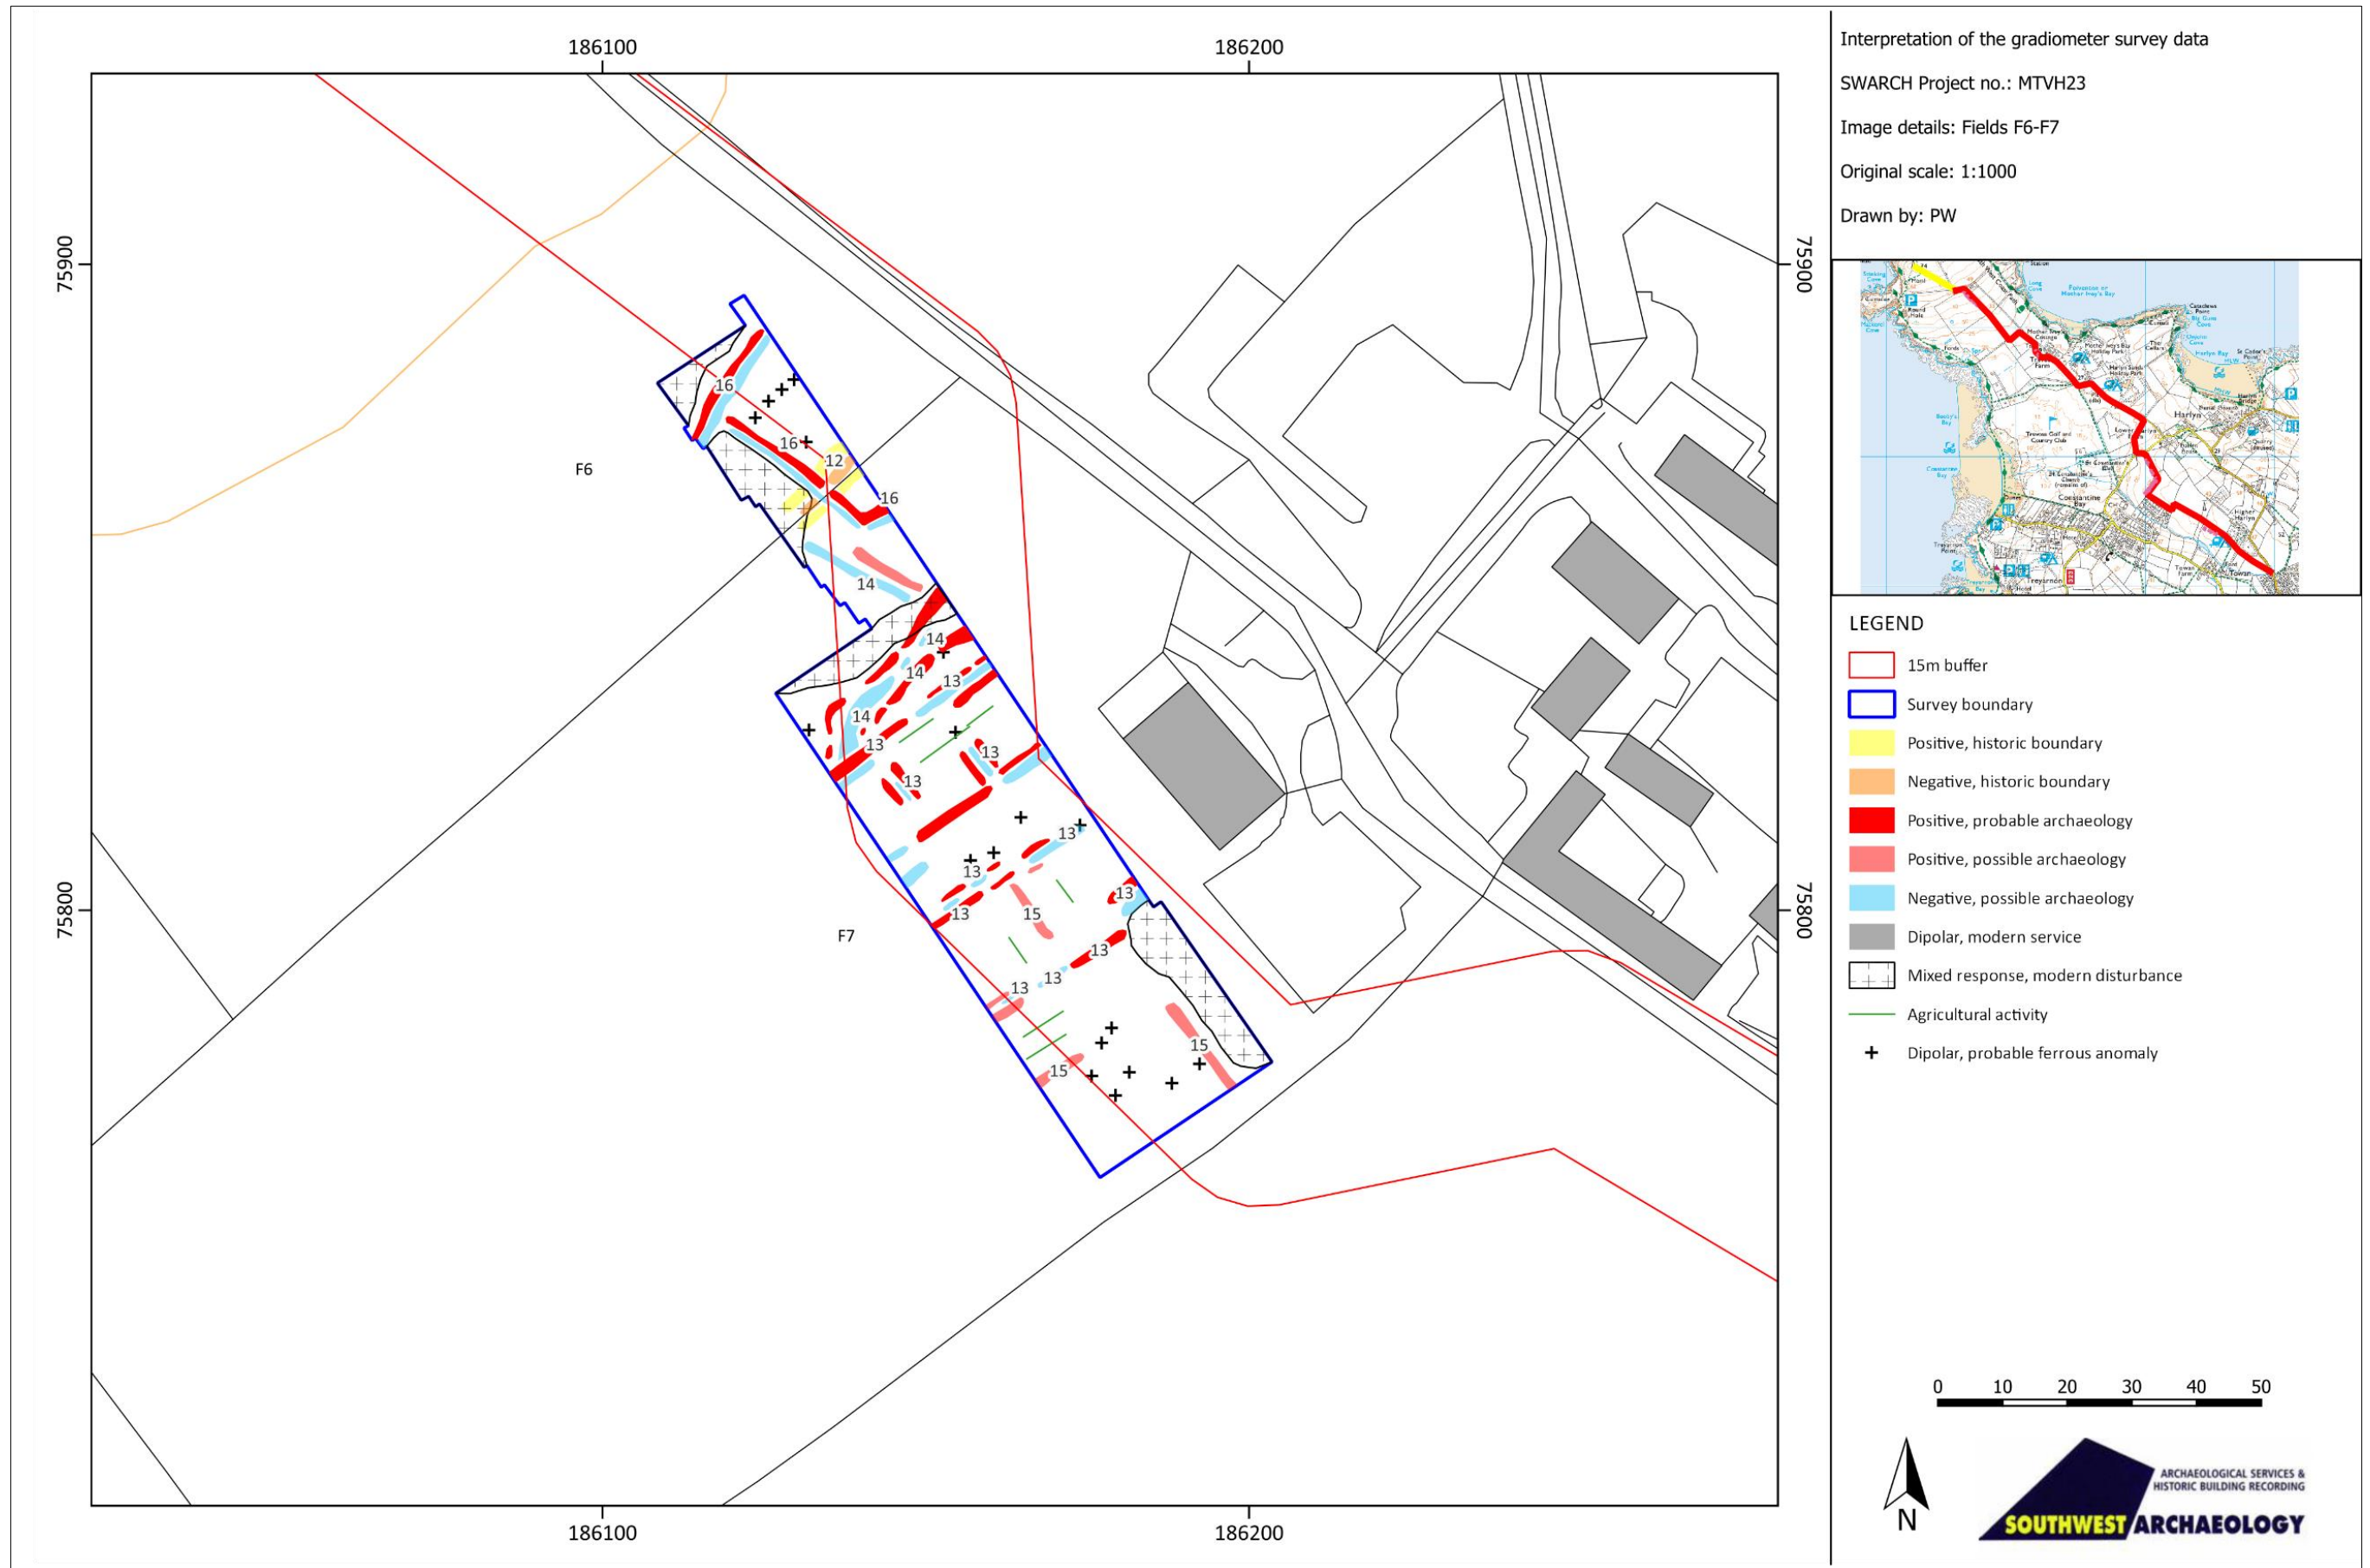 186100
186200
75900
75900
75800
75800
186100
186200
F6
F7
16
16
12
16
14
14
14
13
14
13
13
13
13
13
13
13
15
13
13
13
15
15
Interpretation of the gradiometer survey data
SWARCH Project no.: MTVH23
Image details: Fields F6-F7
Original scale: 1:1000
Drawn by: PW
LEGEND
15m buffer
Survey boundary
Positive, historic boundary
Negative, historic boundary
Positive, probable archaeology
Positive, possible archaeology
Negative, possible archaeology
Dipolar, modern service
Mixed response, modern disturbance
Agricultural activity
Dipolar, probable ferrous anomaly
0 10 20 30 40 50
N
ARCHAEOLOGICAL SERVICES &
HISTORIC BUILDING RECORDING
SOUTHWEST ARCHAEOLOGY